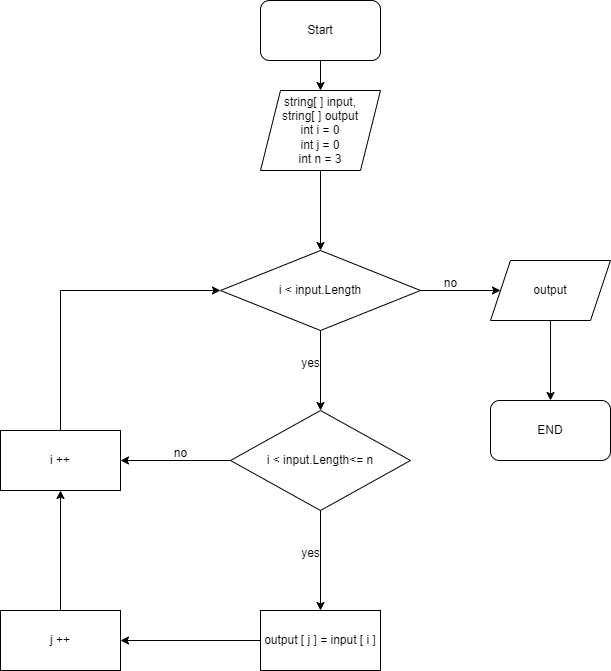 Start
string[ ] input,
string[ ] output
int i = 0
int j = 0
int n = 3
i < input.Length
no
output
yes
END
i ++
no
i < input.Length<= n
yes
j ++
output [ j ] = input [ i ]